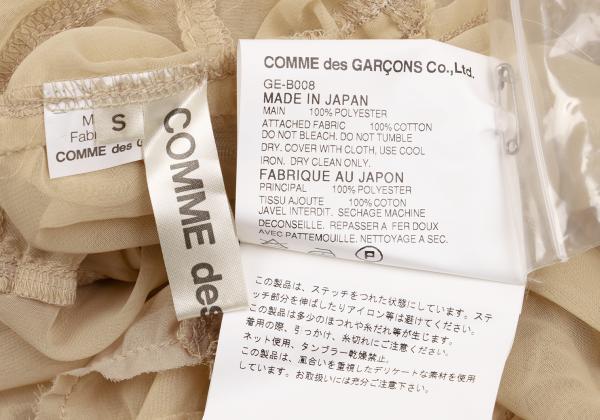 M
Fab
S
COMME des G
COMME des
COMME des GARÇONS Co.,Ltd.
GE-B008
MADE IN JAPAN
MAIN 100% POLYESTER
ATTACHED FABRIC 100% COTTON
DO NOT BLEACH. DO NOT TUMBLE
DRY. COVER WITH CLOTH, USE COOL
IRON. DRY CLEAN ONLY.
FABRIQUE AU JAPON
PRINCIPAL 100% POLYESTER
TISSU AJOUTE 100% COTON
JAVEL INTERDIT. SECHAGE MACHINE
DECONSEILLE. REPASSER A FER DOUX
AVEC PATTEMOUILLE. NETTOYAGE A SEC.
P
この製品は、ステッチをつれた状態にしています。ステ
ッチ部分を伸ばしたりアイロン等は避けてください。
この製品は多少のほつれや糸だれ等が生じます。
着用の際、引っかけ、糸切れにご注意ください。
ネット使用、タンブラー乾燥禁止。
この製品は、風合いを重視したデリケートな素材を使用
しています。お取扱いには充分ご注意下さい。